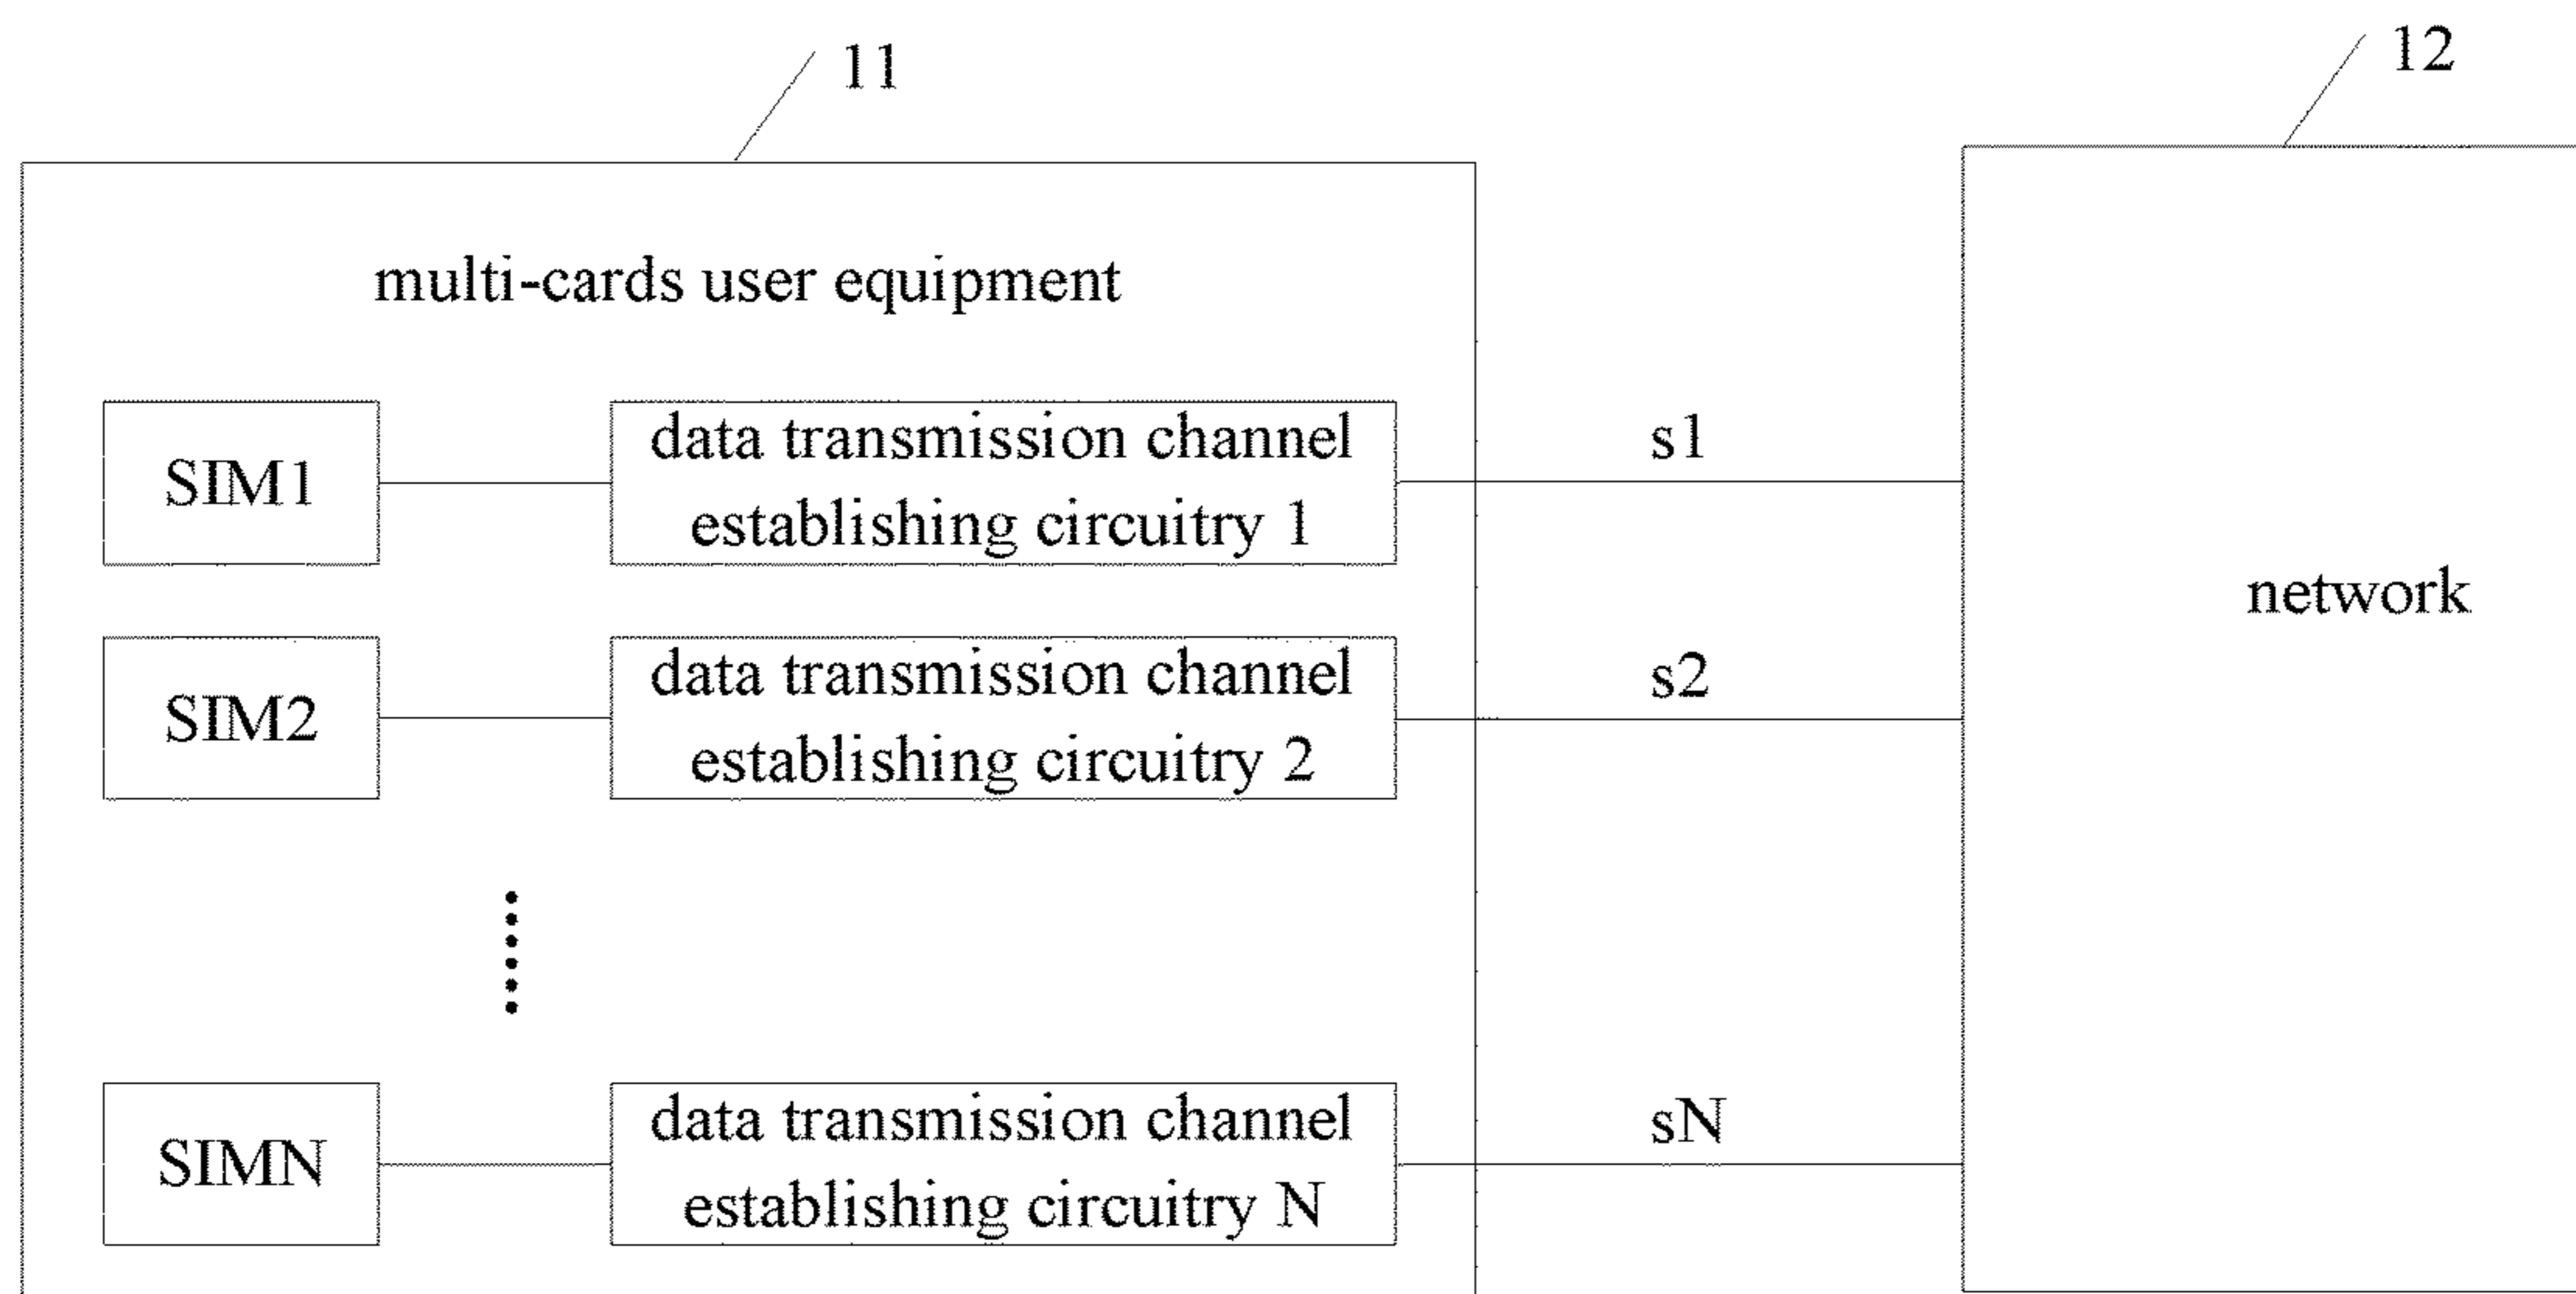 11
12
multi-cards user equipment
SIM1
data transmission channel
establishing circuitry 1
s1
network
SIM2
data transmission channel
establishing circuitry 2
s2
SIMN
data transmission channel
establishing circuitry N
sN